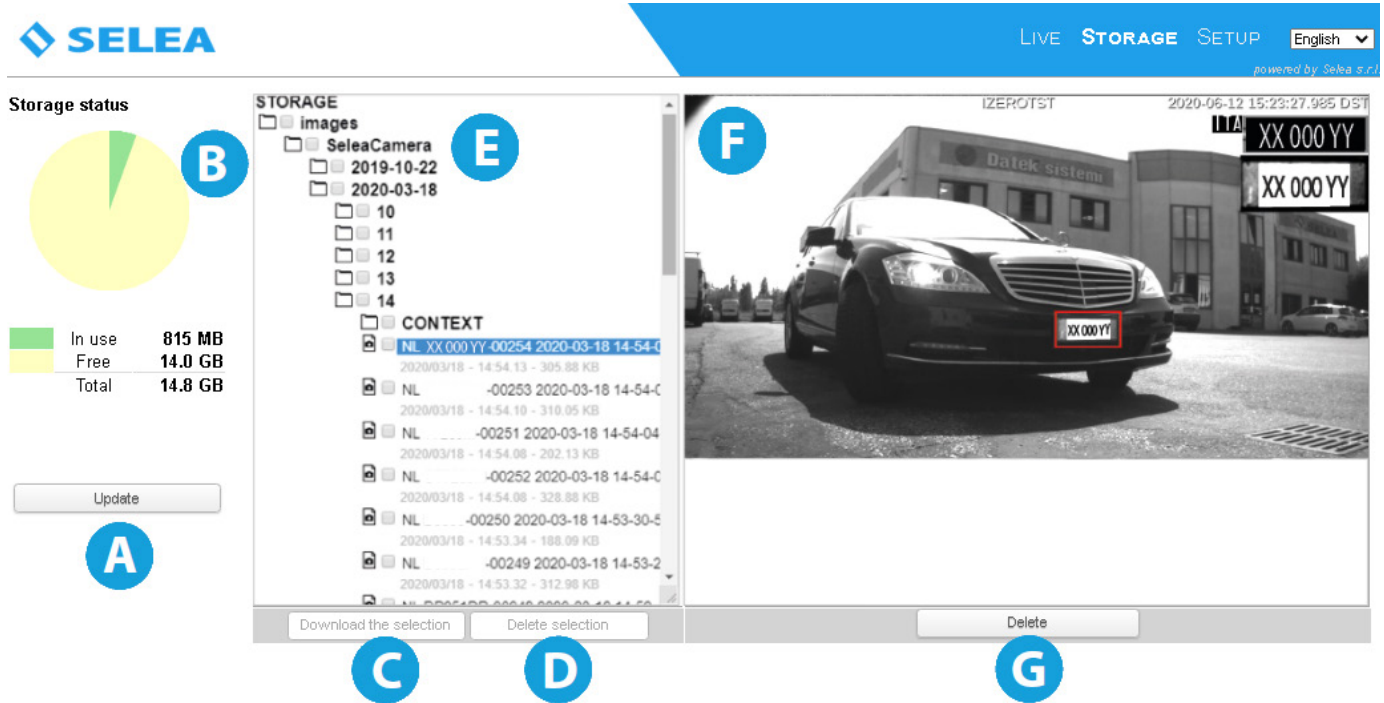 SELEA
LIVE STORAGE SETUP English
powered by Selea s.r.l.
Storage status
B
In use 815 MB
Free 14.0 GB
Total 14.8 GB
Update
A
STORAGE
images
SeleaCamera
E
2019-10-22
2020-03-18
10
11
12
13
14
CONTEXT
NL XX 000 YY-00254 2020-03-18 14-54-0
2020/03/18 - 14:54.13 - 305.88 KB
NL -00253 2020-03-18 14-54-0
2020/03/18 - 14:54.10 - 310.05 KB
NL -00251 2020-03-18 14-54-04
2020/03/18 - 14:54.08 - 202.13 KB
NL -00252 2020-03-18 14-54-0
2020/03/18 - 14:54.08 - 328.88 KB
NL -00250 2020-03-18 14-53-30-5
2020/03/18 - 14:53.34 - 188.09 KB
NL -00249 2020-03-18 14-53-2
2020/03/18 - 14:53.32 - 312.98 KB
Download the selection Delete selection
C D
F
IZEROTST 2020-06-12 15:23:27.985 DST
ITA XX 000 YY
XX 000 YY
Datek sistemi
SELEA
XX 000 YY
Delete
G